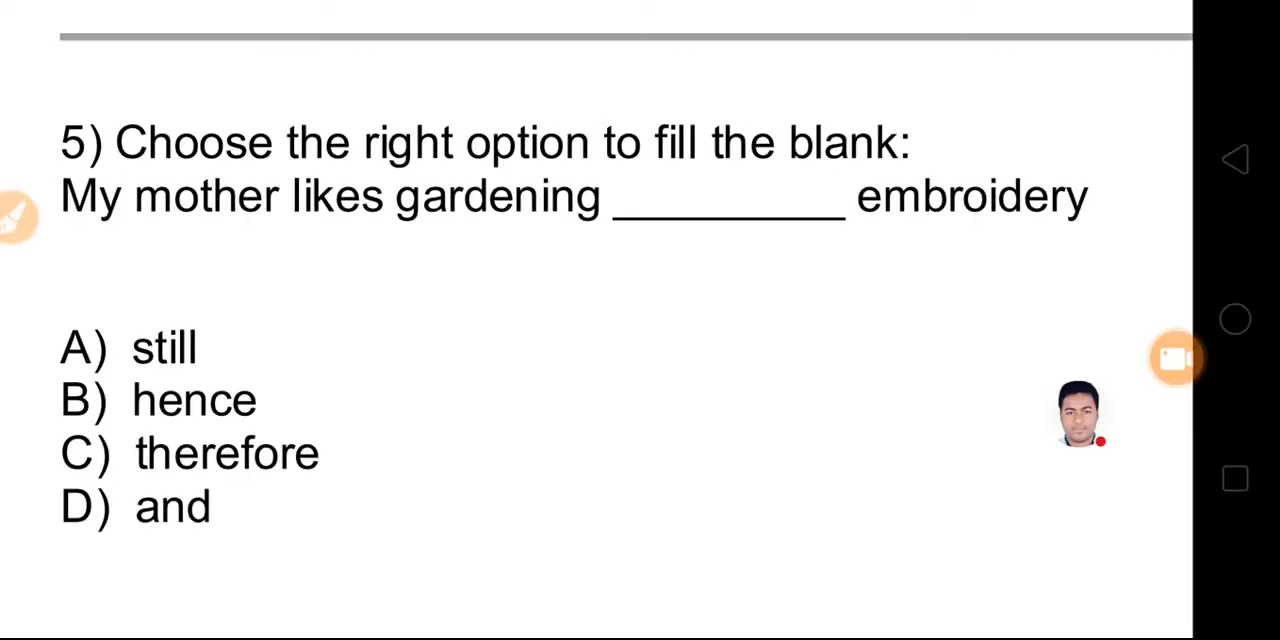 5) Choose the right option to fill the blank:
My mother likes gardening __________ embroidery
A) still
B) hence
C) therefore
D) and